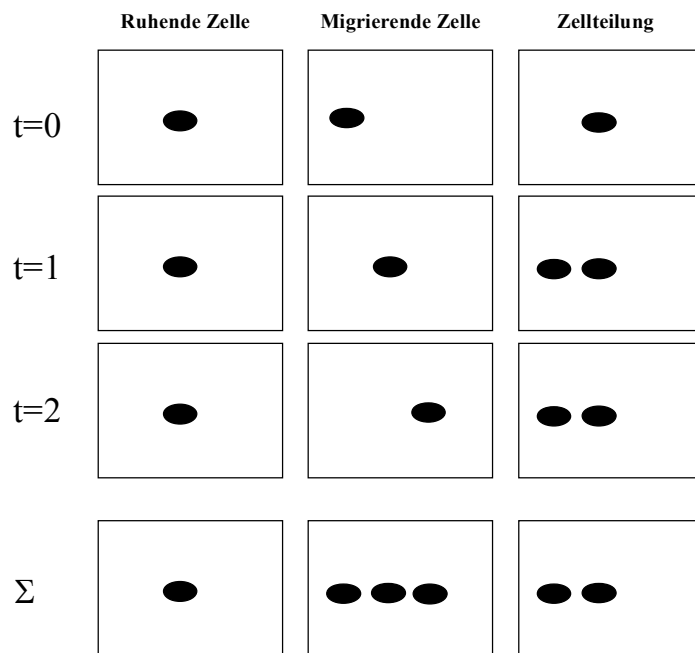 Ruhende Zelle Migrierende Zelle Zellteilung
t=0
t=1
t=2
Σ